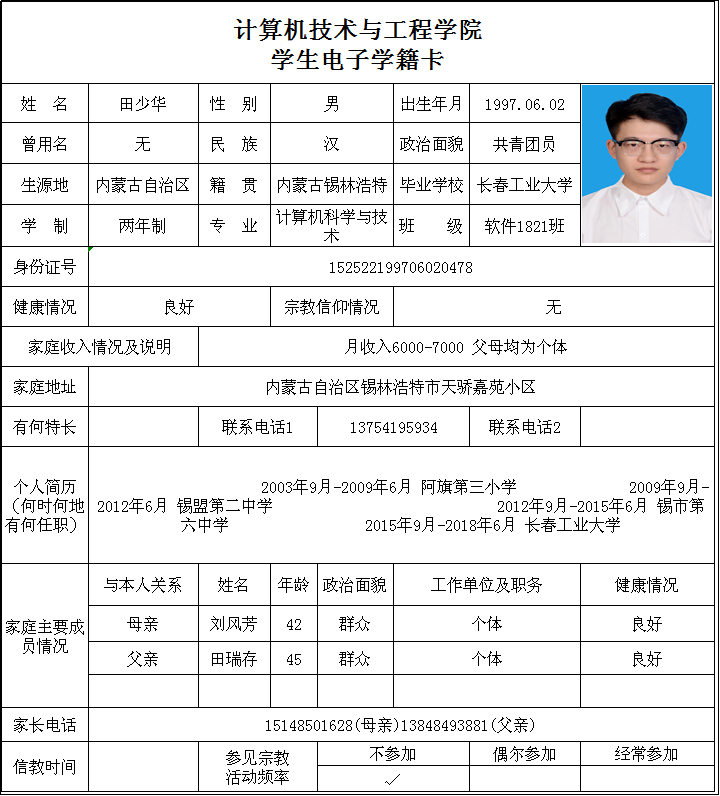 计算机技术与工程学院
学生电子学籍卡
姓 名 田少华 性 别 男 出生年月 1997.06.02
曾用名 无 民 族 汉 政治面貌 共青团员
生源地 内蒙古自治区 籍 贯 内蒙古锡林浩特 毕业学校 长春工业大学
学 制 两年制 专 业 计算机科学与技术 班 级 软件1821班
身份证号 152522199706020478
健康情况 良好 宗教信仰情况 无
家庭收入情况及说明 月收入6000-7000 父母均为个体
家庭地址 内蒙古自治区锡林浩特市天骄嘉苑小区
有何特长 联系电话1 13754195934 联系电话2
个人简历（何时何地有何任职）
2003年9月-2009年6月 阿旗第三小学 2009年9月-
2012年6月 锡盟第二中学 2012年9月-2015年6月 锡市第
六中学 2015年9月-2018年6月 长春工业大学
家庭主要成员情况
与本人关系 姓名 年龄 政治面貌 工作单位及职务 健康情况
母亲 刘风芳 42 群众 个体 良好
父亲 田瑞存 45 群众 个体 良好
家长电话 15148501628(母亲)13848493881(父亲)
信教时间 参见宗教活动频率 不参加 偶尔参加 经常参加
✓